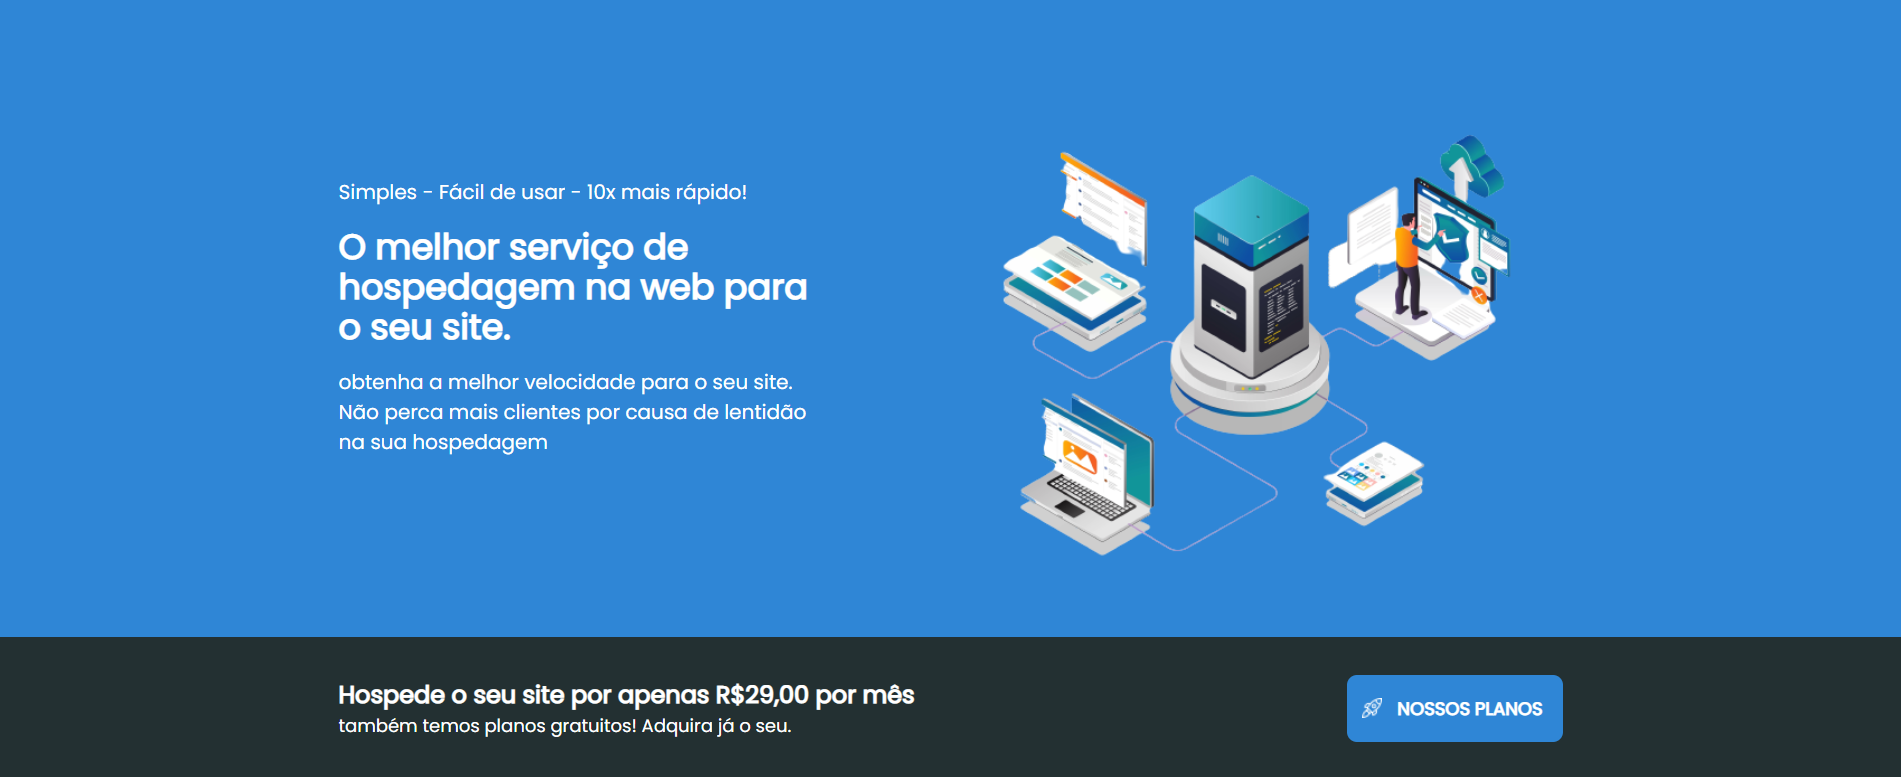 Simples - Fácil de usar - 10x mais rápido!
O melhor serviço de
hospedagem na web para
o seu site.
obtenha a melhor velocidade para o seu site.
Não perca mais clientes por causa de lentidão
na sua hospedagem
Hospede o seu site por apenas R$29,00 por mês
também temos planos gratuitos! Adquira já o seu.
NOSSOS PLANOS